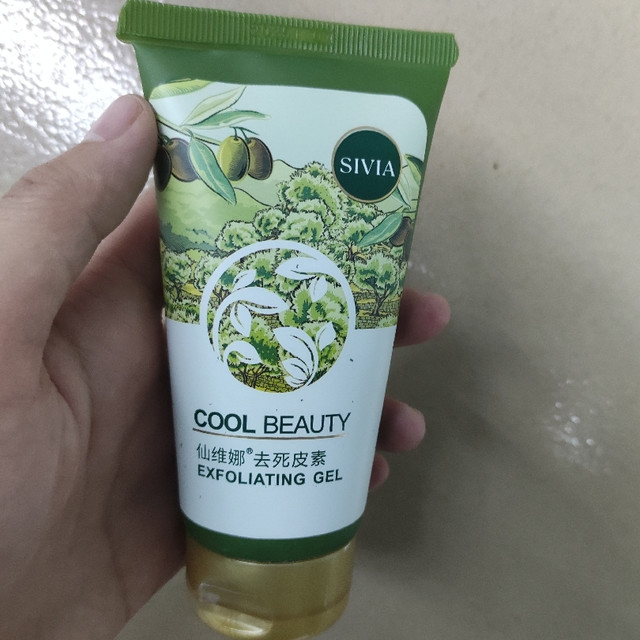 SIVIA
COOL BEAUTY
仙维娜®去死皮素
EXFOLIATING GEL